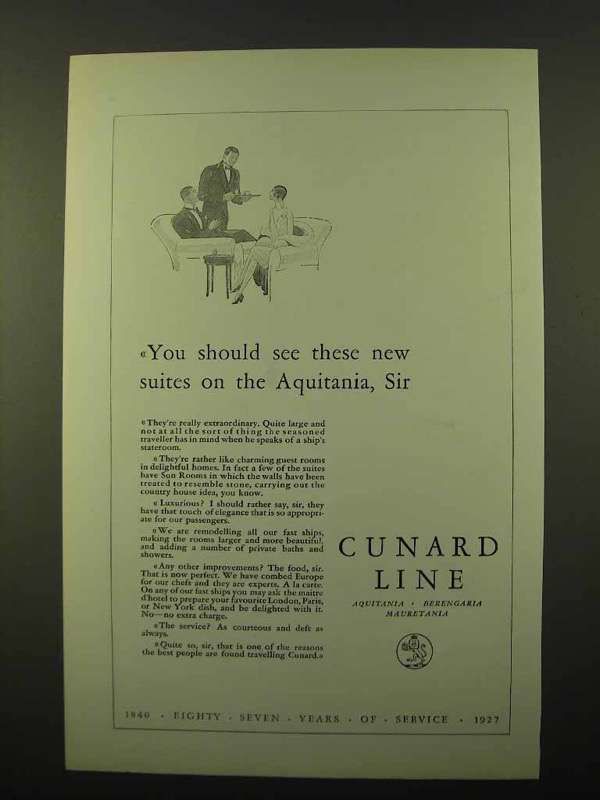 «You should see these new
suites on the Aquitania, Sir
«They're really extraordinary. Quite large and
not at all the sort of thing the seasoned
traveller has in mind when he speaks of a ship's
stateroom.
«They're rather like charming guest rooms
in delightful homes. In fact a few of the suites
have Sun Rooms in which the walls have been
treated to resemble stone, carrying out the
country house idea, you know.
«Luxurious? I should rather say, sir, they
have that touch of elegance that is so appropri-
ate for our passengers.
«We are remodelling all our fast ships,
making the rooms larger and more beautiful,
and adding a number of private baths and
showers.
«Any other improvements? The food, sir.
That is now perfect. We have combed Europe
for our chefs and they are experts. A la carte.
On any of our fast ships you may ask the maitre
d'hotel to prepare your favourite London, Paris,
or New York dish, and be delighted with it.
No—no extra charge.
«The service? As courteous and deft as
always.
«Quite so, sir, that is one of the reasons
the best people are found travelling Cunard.»
CUNARD
LINE
AQUITANIA · BERENGARIA
MAURETANIA
1840 · EIGHTY · SEVEN · YEARS · OF · SERVICE · 1927